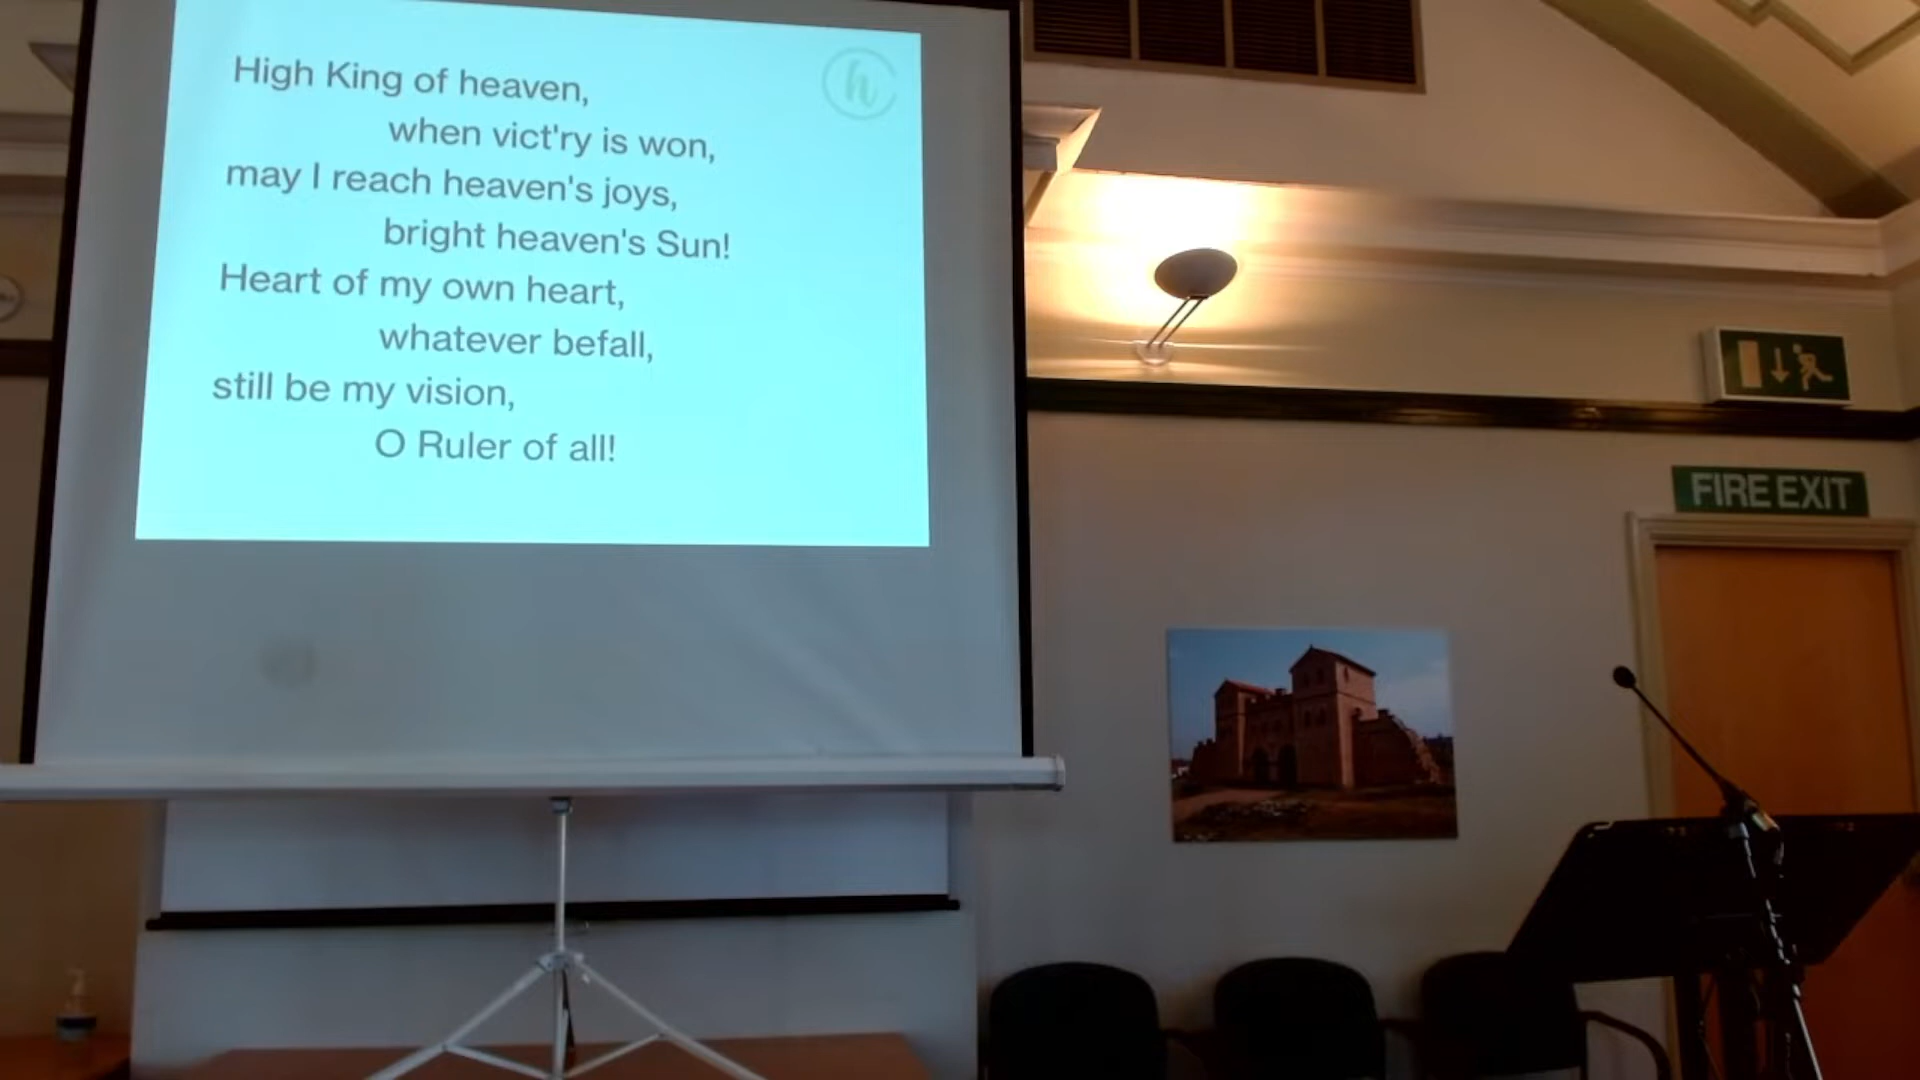 High King of heaven,
when vict'ry is won,
may I reach heaven's joys,
bright heaven's Sun!
Heart of my own heart,
whatever befall,
still be my vision,
O Ruler of all!
h
FIRE EXIT